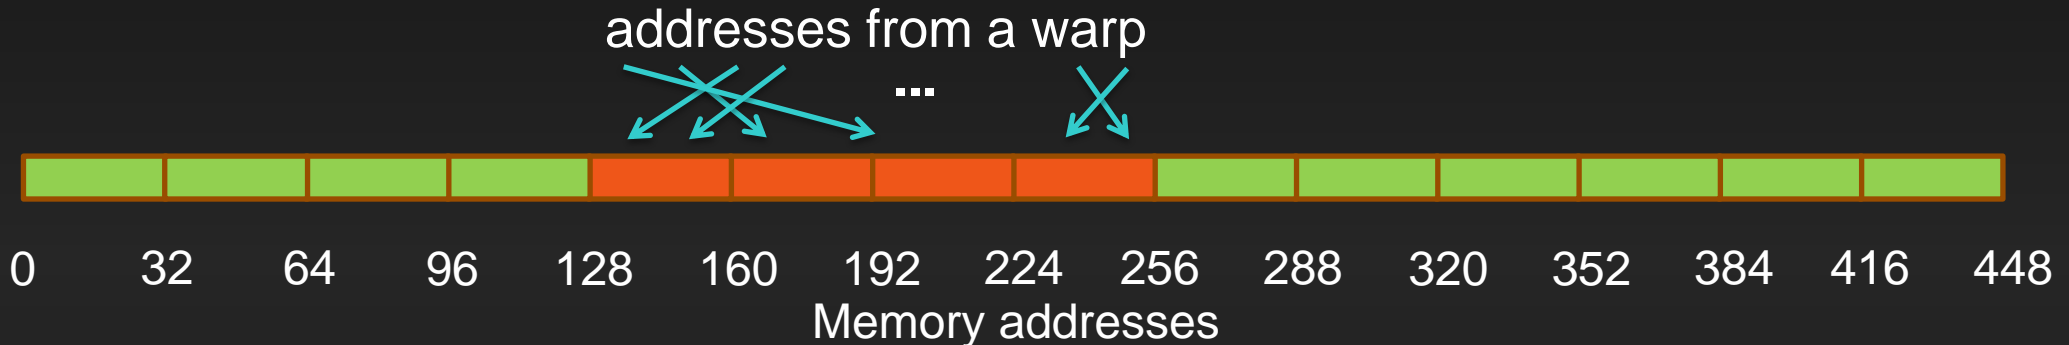 addresses from a warp
...
0 32 64 96 128 160 192 224 256 288 320 352 384 416 448
Memory addresses